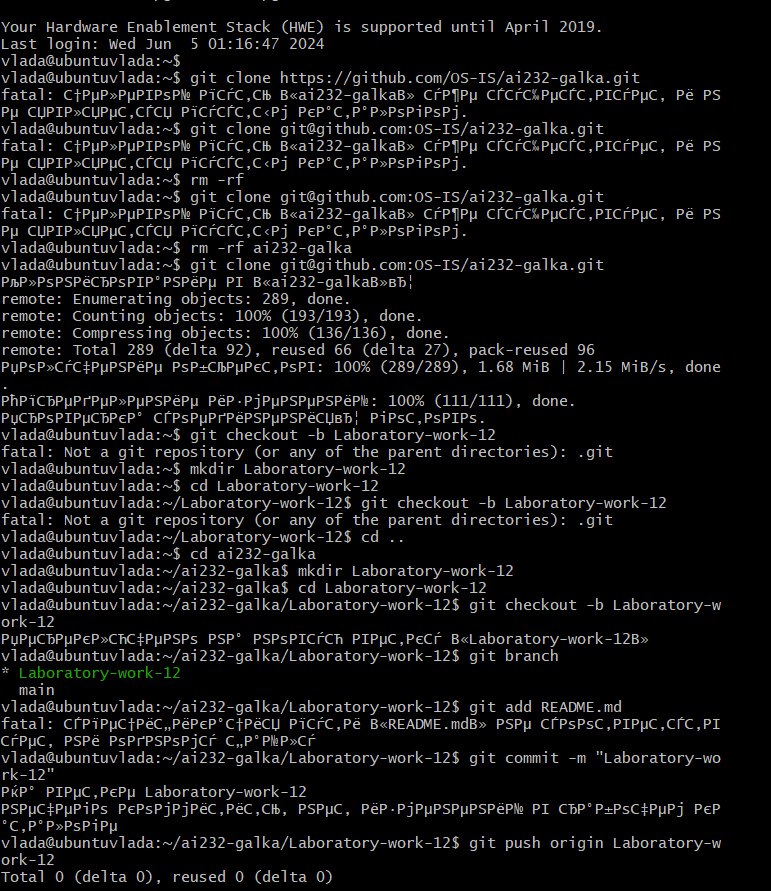 Your Hardware Enablement Stack (HWE) is supported until April 2019.
Last login: Wed Jun  5 01:16:47 2024
vlada@ubuntuvlada:~$
vlada@ubuntuvlada:~$ git clone https://github.com/OS-IS/ai232-galka.git
fatal: С†РµР»РµРІРѕР№ РїСѓС‚СЊ В«ai232-galkaВ» СѓР¶Рµ СЃСѓС‰РµСЃС‚РІСѓРµС‚, Рё РЅ
Рµ СЏРІР»СЏРµС‚СЃСЏ РїСѓСЃС‚С‹Рј РєР°С‚Р°Р»РѕРіРѕРј.
vlada@ubuntuvlada:~$ git clone git@github.com:OS-IS/ai232-galka.git
fatal: С†РµР»РµРІРѕР№ РїСѓС‚СЊ В«ai232-galkaВ» СѓР¶Рµ СЃСѓС‰РµСЃС‚РІСѓРµС‚, Рё РЅ
Рµ СЏРІР»СЏРµС‚СЃСЏ РїСѓСЃС‚С‹Рј РєР°С‚Р°Р»РѕРіРѕРј.
vlada@ubuntuvlada:~$ rm -rf
vlada@ubuntuvlada:~$ git clone git@github.com:OS-IS/ai232-galka.git
fatal: С†РµР»РµРІРѕР№ РїСѓС‚СЊ В«ai232-galkaВ» СѓР¶Рµ СЃСѓС‰РµСЃС‚РІСѓРµС‚, Рё РЅ
Рµ СЏРІР»СЏРµС‚СЃСЏ РїСѓСЃС‚С‹Рј РєР°С‚Р°Р»РѕРіРѕРј.
vlada@ubuntuvlada:~$ rm -rf ai232-galka
vlada@ubuntuvlada:~$ git clone git@github.com:OS-IS/ai232-galka.git
РљР»РѕРЅРёСЂРѕРІР°РЅРёРµ РІ В«ai232-galkaВ»вЂ¦
remote: Enumerating objects: 289, done.
remote: Counting objects: 100% (193/193), done.
remote: Compressing objects: 100% (136/136), done.
remote: Total 289 (delta 92), reused 66 (delta 27), pack-reused 96
РџРѕР»СѓС‡РµРЅРёРµ РѕР±СЉРµРєС‚РѕРІ: 100% (289/289), 1.68 MiB | 2.15 MiB/s, done
.
РћРїСЂРµРґРµР»РµРЅРёРµ РёР·РјРµРЅРµРЅРёР№: 100% (111/111), done.
РџСЂРѕРІРµСЂРєР° СЃРѕРµРґРёРЅРµРЅРёСЏвЂ¦ РіРѕС‚РѕРІРѕ.
vlada@ubuntuvlada:~$ git checkout -b Laboratory-work-12
fatal: Not a git repository (or any of the parent directories): .git
vlada@ubuntuvlada:~$ mkdir Laboratory-work-12
vlada@ubuntuvlada:~$ cd Laboratory-work-12
vlada@ubuntuvlada:~/Laboratory-work-12$ git checkout -b Laboratory-work-12
fatal: Not a git repository (or any of the parent directories): .git
vlada@ubuntuvlada:~/Laboratory-work-12$ cd ..
vlada@ubuntuvlada:~$ cd ai232-galka
vlada@ubuntuvlada:~/ai232-galka$ mkdir Laboratory-work-12
vlada@ubuntuvlada:~/ai232-galka$ cd Laboratory-work-12
vlada@ubuntuvlada:~/ai232-galka/Laboratory-work-12$ git checkout -b Laboratory-w
ork-12
РџРµСЂРµРєР»СЋС‡РµРЅРѕ РЅР° РЅРѕРІСѓСЋ РІРµС‚РєСѓ В«Laboratory-work-12В»
vlada@ubuntuvlada:~/ai232-galka/Laboratory-work-12$ git branch
* Laboratory-work-12
  main
vlada@ubuntuvlada:~/ai232-galka/Laboratory-work-12$ git add README.md
fatal: СЃРїРµС†РёС„РёРєР°С†РёСЏ РїСѓС‚Рё В«README.mdВ» РЅРµ СЃРѕРѕС‚РІРµС‚СЃС‚РІ
СѓРµС‚ РЅРё РѕРґРЅРѕРјСѓ С„Р°Р№Р»Сѓ
vlada@ubuntuvlada:~/ai232-galka/Laboratory-work-12$ git commit -m "Laboratory-wo
rk-12"
РќР° РІРµС‚РєРµ Laboratory-work-12
РЅРµС‡РµРіРѕ РєРѕРјРјРёС‚РёС‚СЊ, РЅРµС‚ РёР·РјРµРЅРµРЅРёР№ РІ СЂР°Р±РѕС‡РµРј РєР
°С‚Р°Р»РѕРіРµ
vlada@ubuntuvlada:~/ai232-galka/Laboratory-work-12$ git push origin Laboratory-w
ork-12
Total 0 (delta 0), reused 0 (delta 0)